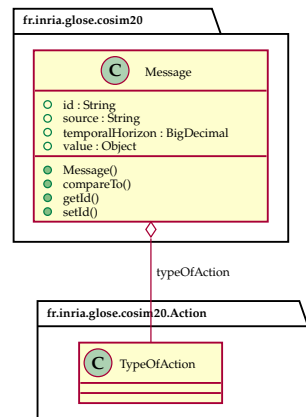 fr.inria.glose.cosim20
C Message
id : String
source : String
temporalHorizon : BigDecimal
value : Object
Message()
compareTo()
getId()
setId()
typeOfAction
fr.inria.glose.cosim20.Action
C TypeOfAction